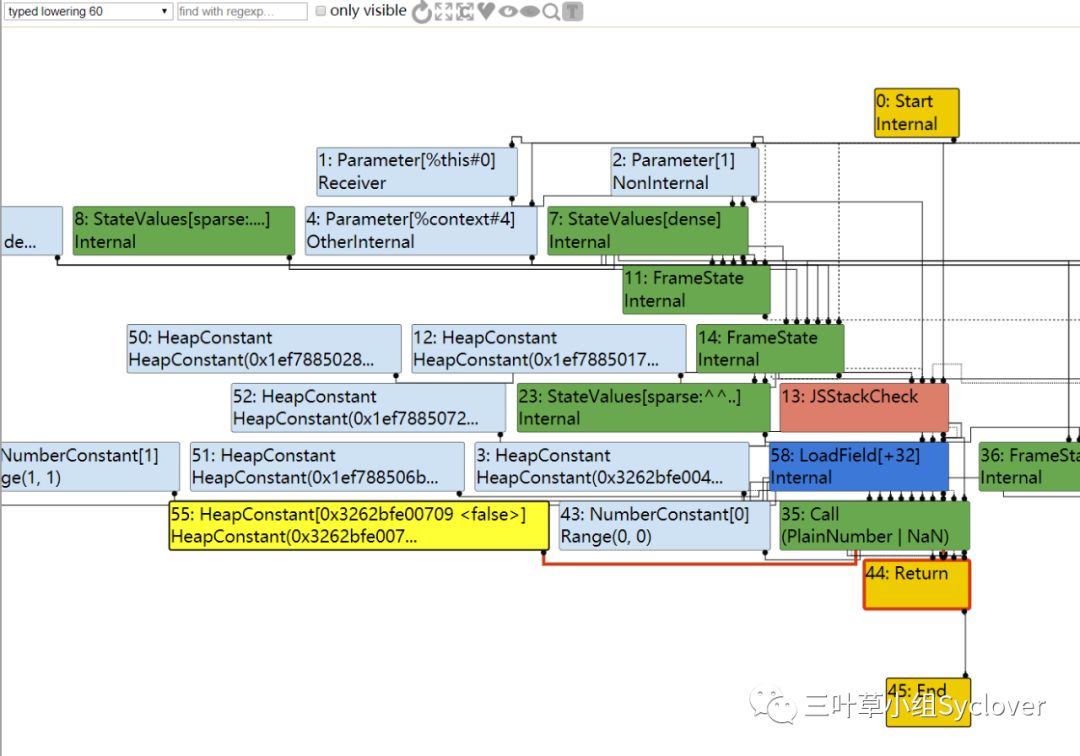 typed lowering 60
find with regexp...
only visible
T
0: Start
Internal
1: Parameter[%this#0]
Receiver
2: Parameter[1]
NonInternal
de...
8: StateValues[sparse:....]
Internal
4: Parameter[%context#4]
OtherInternal
7: StateValues[dense]
Internal
11: FrameState
Internal
50: HeapConstant
HeapConstant(0x1ef7885028...
12: HeapConstant
HeapConstant(0x1ef7885017...
14: FrameState
Internal
52: HeapConstant
HeapConstant(0x1ef7885072...
23: StateValues[sparse:^^..]
Internal
13: JSStackCheck
NumberConstant[1]
ge(1, 1)
51: HeapConstant
HeapConstant(0x1ef788506b...
3: HeapConstant
HeapConstant(0x3262bfe004...
58: LoadField[+32]
Internal
36: FrameSta
Internal
55: HeapConstant[0x3262bfe00709 <false>]
HeapConstant(0x3262bfe007...
43: NumberConstant[0]
Range(0, 0)
35: Call
(PlainNumber | NaN)
44: Return
45: End
三叶草小组Syclover